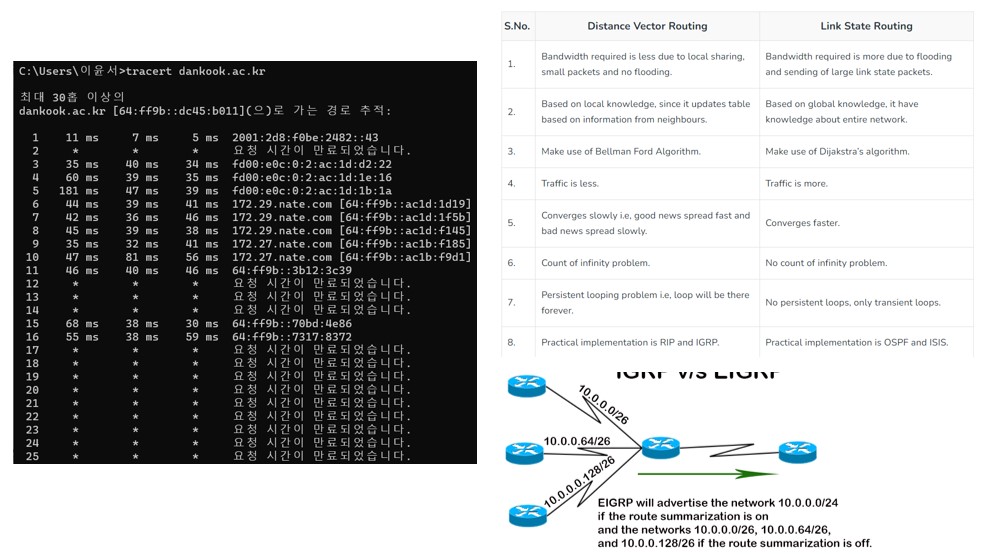 C:\Users\이윤서>tracert dankook.ac.kr
최대 30홉 이상의
dankook.ac.kr [64:ff9b::dc45:b011](으)로 가는 경로 추적:
1 11 ms 7 ms 5 ms 2001:2d8:f0be:2482::43
2 * * * 요청 시간이 만료되었습니다.
3 35 ms 40 ms 34 ms fd00:e0c:0:2:ac:1d:d2:22
4 60 ms 39 ms 35 ms fd00:e0c:0:2:ac:1d:1e:16
5 181 ms 47 ms 39 ms fd00:e0c:0:2:ac:1d:1b:1a
6 44 ms 39 ms 41 ms 172.29.nate.com [64:ff9b::ac1d:1d19]
7 42 ms 36 ms 46 ms 172.29.nate.com [64:ff9b::ac1d:1f5b]
8 45 ms 39 ms 38 ms 172.29.nate.com [64:ff9b::ac1d:f145]
9 35 ms 32 ms 41 ms 172.27.nate.com [64:ff9b::ac1b:f185]
10 47 ms 81 ms 56 ms 172.27.nate.com [64:ff9b::ac1b:f9d1]
11 46 ms 40 ms 46 ms 64:ff9b::3b12:3c39
12 * * * 요청 시간이 만료되었습니다.
13 * * * 요청 시간이 만료되었습니다.
14 * * * 요청 시간이 만료되었습니다.
15 68 ms 38 ms 30 ms 64:ff9b::70bd:4e86
16 55 ms 38 ms 59 ms 64:ff9b::7317:8372
17 * * * 요청 시간이 만료되었습니다.
18 * * * 요청 시간이 만료되었습니다.
19 * * * 요청 시간이 만료되었습니다.
20 * * * 요청 시간이 만료되었습니다.
21 * * * 요청 시간이 만료되었습니다.
22 * * * 요청 시간이 만료되었습니다.
23 * * * 요청 시간이 만료되었습니다.
24 * * * 요청 시간이 만료되었습니다.
25 * * * 요청 시간이 만료되었습니다.
S.No. Distance Vector Routing Link State Routing
1. Bandwidth required is less due to local sharing, Bandwidth required is more due to flooding
small packets and no flooding. and sending of large link state packets.
2. Based on local knowledge, since it updates table Based on global knowledge, it have
based on information from neighbours. knowledge about entire network.
3. Make use of Bellman Ford Algorithm. Make use of Dijakstra's algorithm.
4. Traffic is less. Traffic is more.
5. Converges slowly i.e, good news spread fast and Converges faster.
bad news spread slowly.
6. Count of infinity problem. No count of infinity problem.
7. Persistent looping problem i.e, loop will be there No persistent loops, only transient loops.
forever.
8. Practical implementation is RIP and IGRP. Practical implementation is OSPF and ISIS.
IGRP V/S EIGRP
10.0.0.0/26
10.0.0.64/26
10.0.0.0.128/26
EIGRP will advertise the network 10.0.0.0/24
if the route summarization is on
and the networks 10.0.0.0/26, 10.0.0.64/26,
and 10.0.0.128/26 if the route summarization is off.